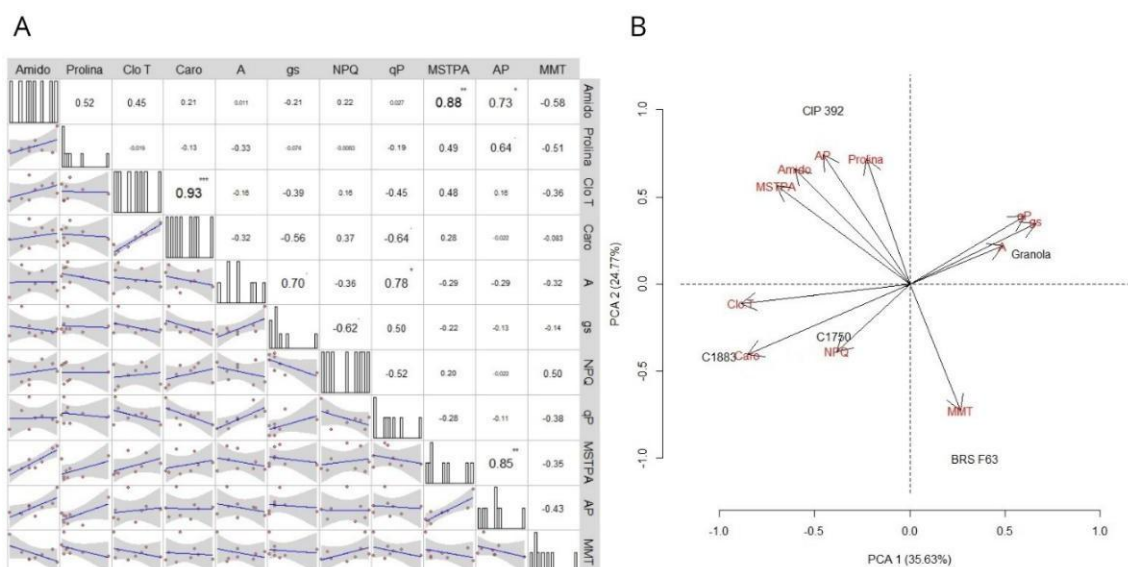 A
Amido Prolina Clo T Caro A gs NPQ qP MSTPA AP MMT
0.52 0.45 0.21 0.011 -0.21 0.22 0.027 0.88** 0.73* -0.58 Amido
-0.019 -0.13 -0.33 0.074 -0.19 0.49 0.64 -0.51 Prolina
0.93*** -0.16 -0.39 0.16 -0.45 0.48 0.16 -0.36 Clo T
-0.32 -0.56 0.37 -0.64 0.28 -0.083 Caro
0.70 -0.36 0.78* -0.29 -0.29 -0.32 A
-0.62 0.50 -0.22 -0.13 -0.14 gs
-0.52 0.29 0.50 NPQ
-0.28 -0.11 -0.38 qP
0.85** -0.35 MSTPA
-0.43 AP
MMT
B
CIP 392
AP Prolina
Amido
MSTPA
qP
gs
A
Granola
Clo T
C1750
C1883 Caro NPQ
MMT
BRS F63
1.0
0.5
0.0
-0.5
-1.0
PCA 2 (24.77%)
-1.0 -0.5 0.0 0.5 1.0
PCA 1 (35.63%)